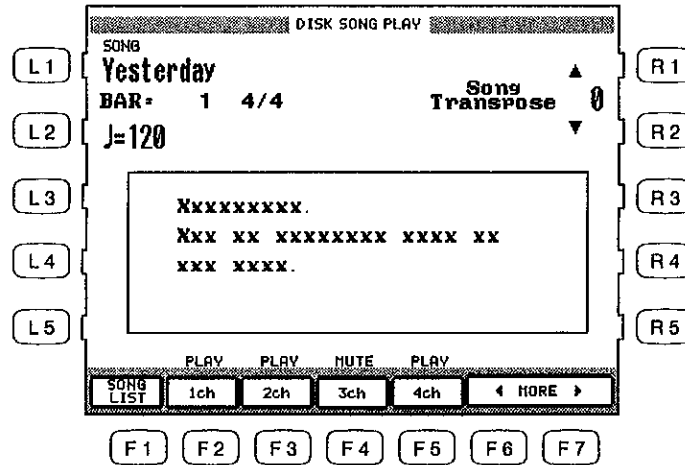 DISK SONG PLAY
SONG
Yesterday
BAR= 1 4/4
Song
Transpose 0
▲
▼
♩=120
Xxxxxxxxx.
Xxx xx xxxxxxxx xxxx xx
xxx xxxx.
PLAY PLAY MUTE PLAY
SONG
LIST
1ch 2ch 3ch 4ch ◀ MORE ▶
L1
L2
L3
L4
L5
R1
R2
R3
R4
R5
F1 F2 F3 F4 F5 F6 F7